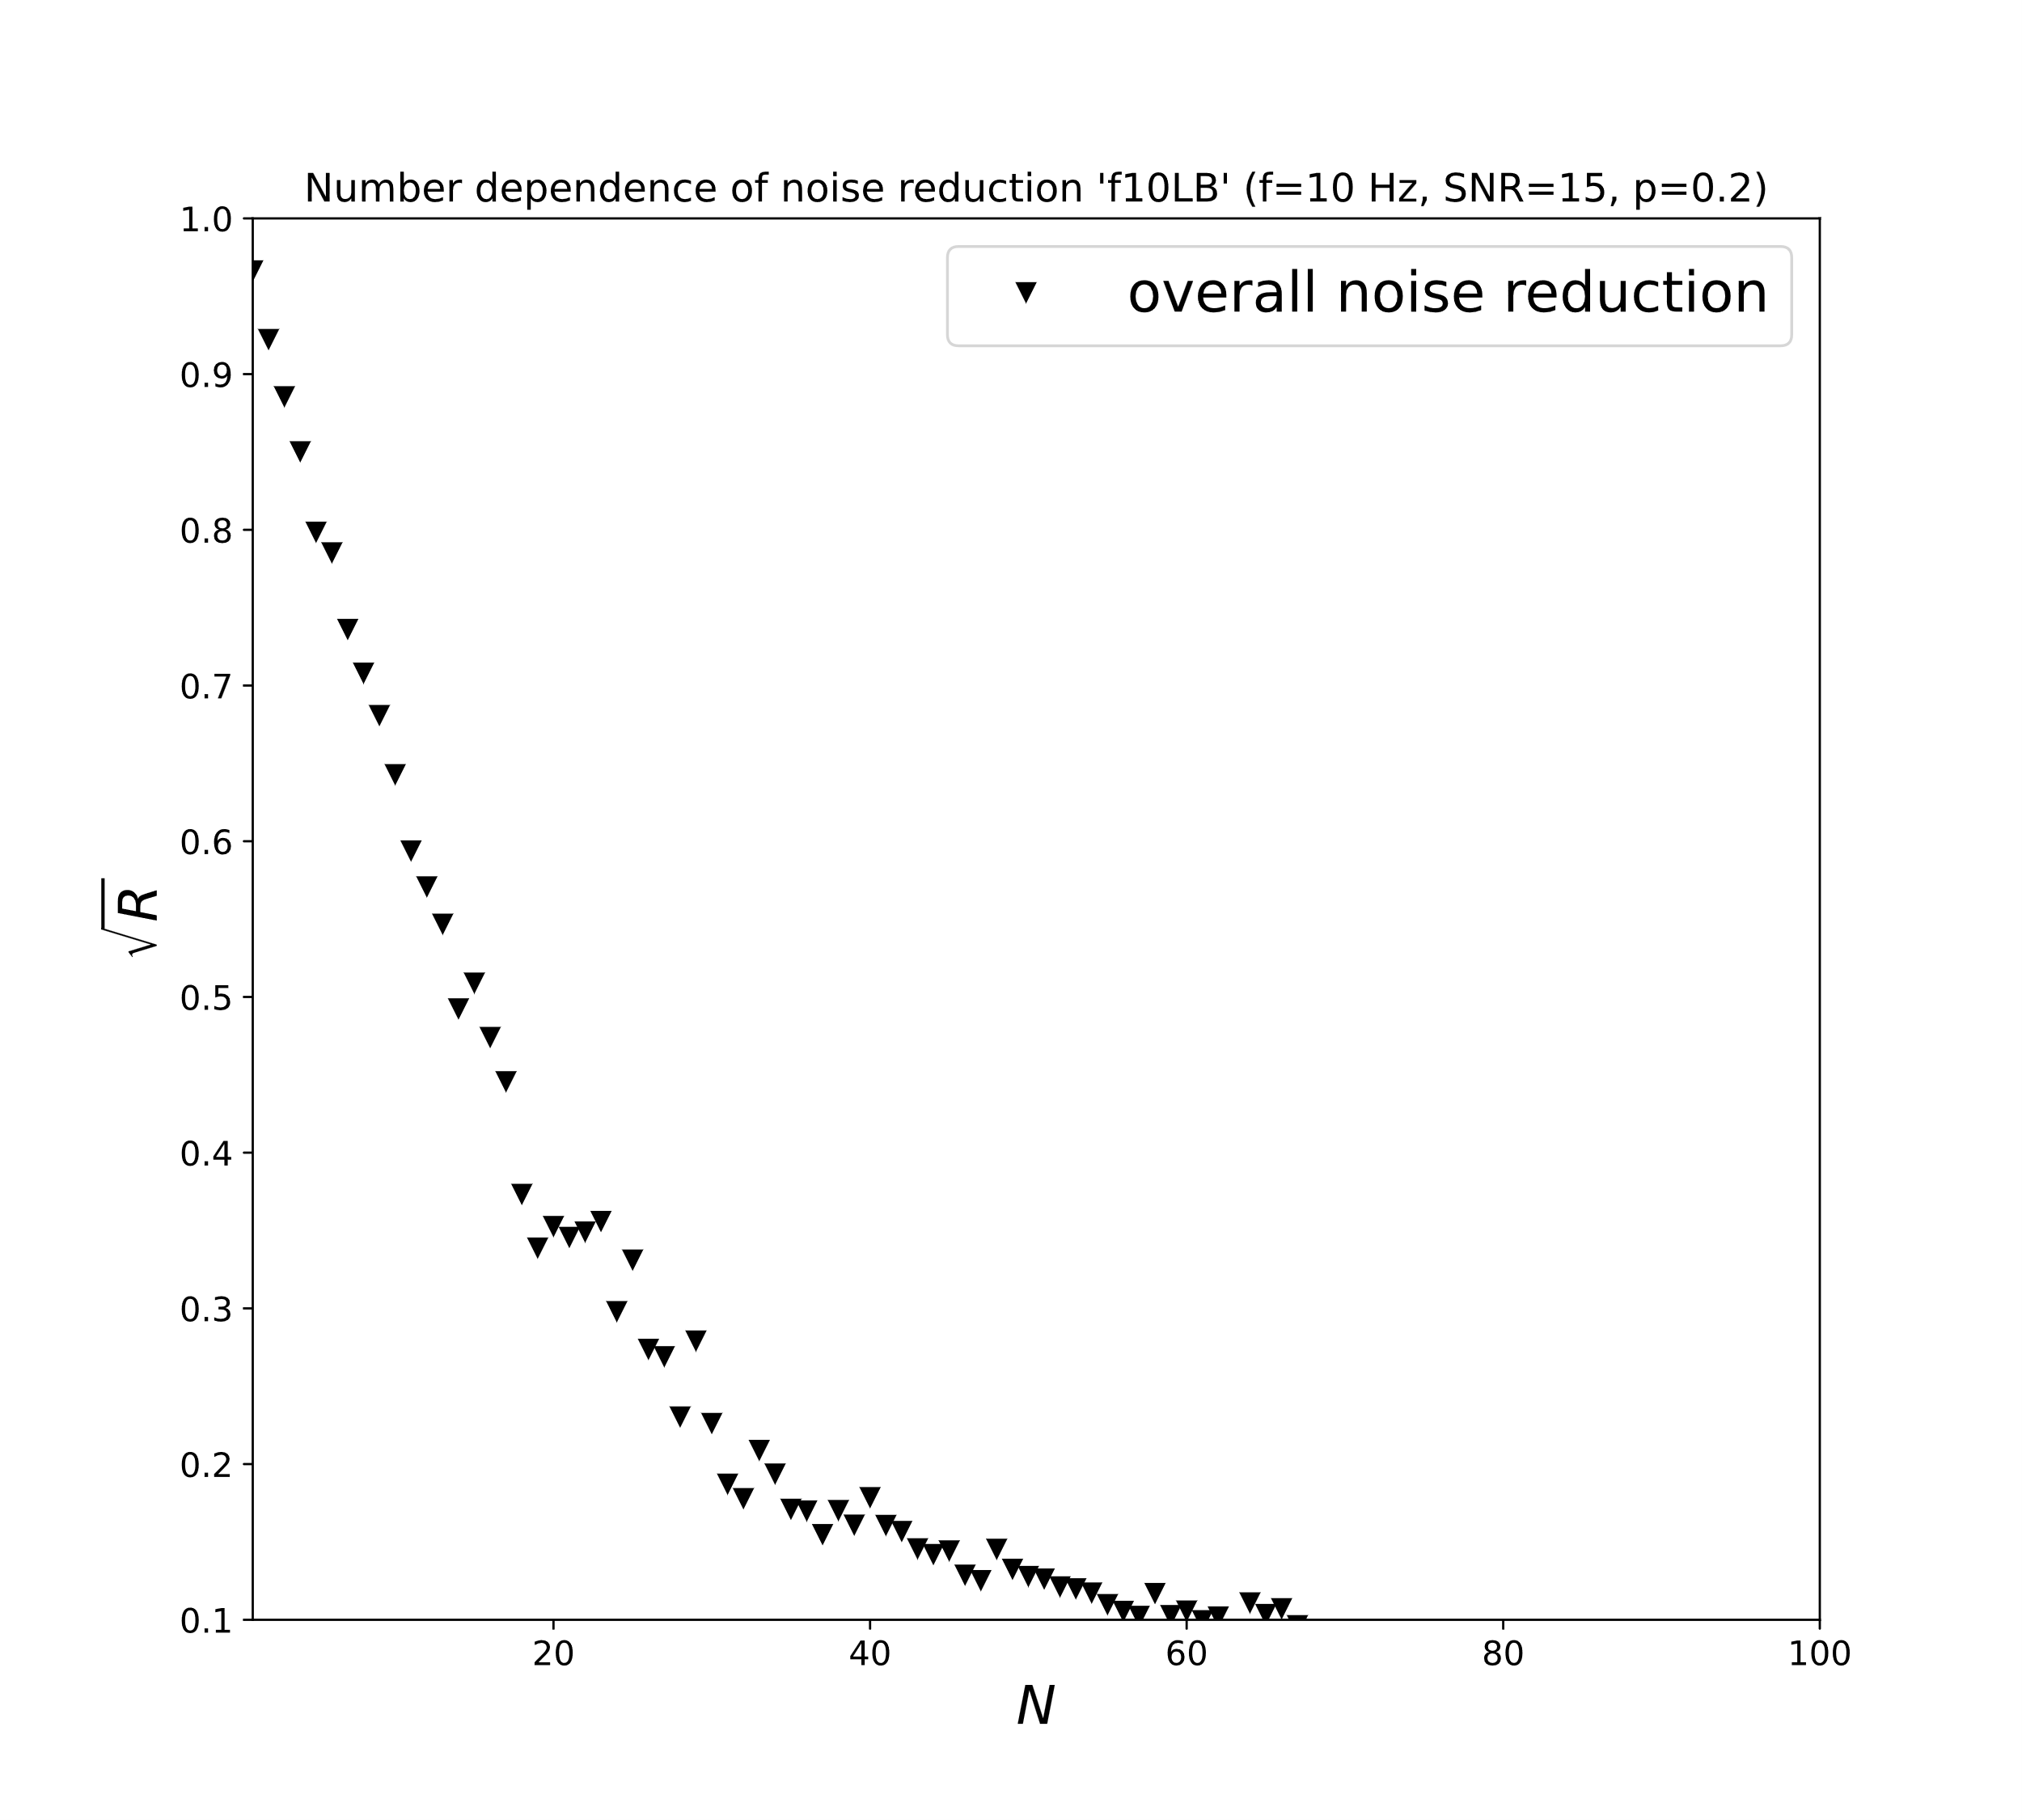 Number dependence of noise reduction 'f10LB' (f=10 Hz, SNR=15, p=0.2)
overall noise reduction
1.0
0.9
0.8
0.7
0.6
0.5
0.4
0.3
0.2
0.1
√R
20 40 60 80 100
N